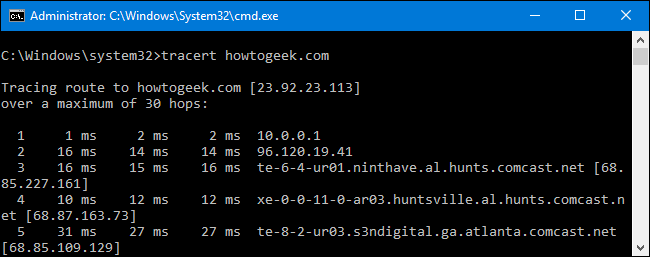 Administrator: C:\Windows\System32\cmd.exe
C:\Windows\system32>tracert howtogeek.com
Tracing route to howtogeek.com [23.92.23.113]
over a maximum of 30 hops:
1     1 ms     2 ms     2 ms  10.0.0.1
2    16 ms    14 ms    14 ms  96.120.19.41
3    16 ms    15 ms    16 ms  te-6-4-ur01.ninthave.al.hunts.comcast.net [68.
85.227.161]
4    10 ms    12 ms    12 ms  xe-0-0-11-0-ar03.huntsville.al.hunts.comcast.n
et [68.87.163.73]
5    31 ms    27 ms    27 ms  te-8-2-ur03.s3ndigital.ga.atlanta.comcast.net
[68.85.109.129]